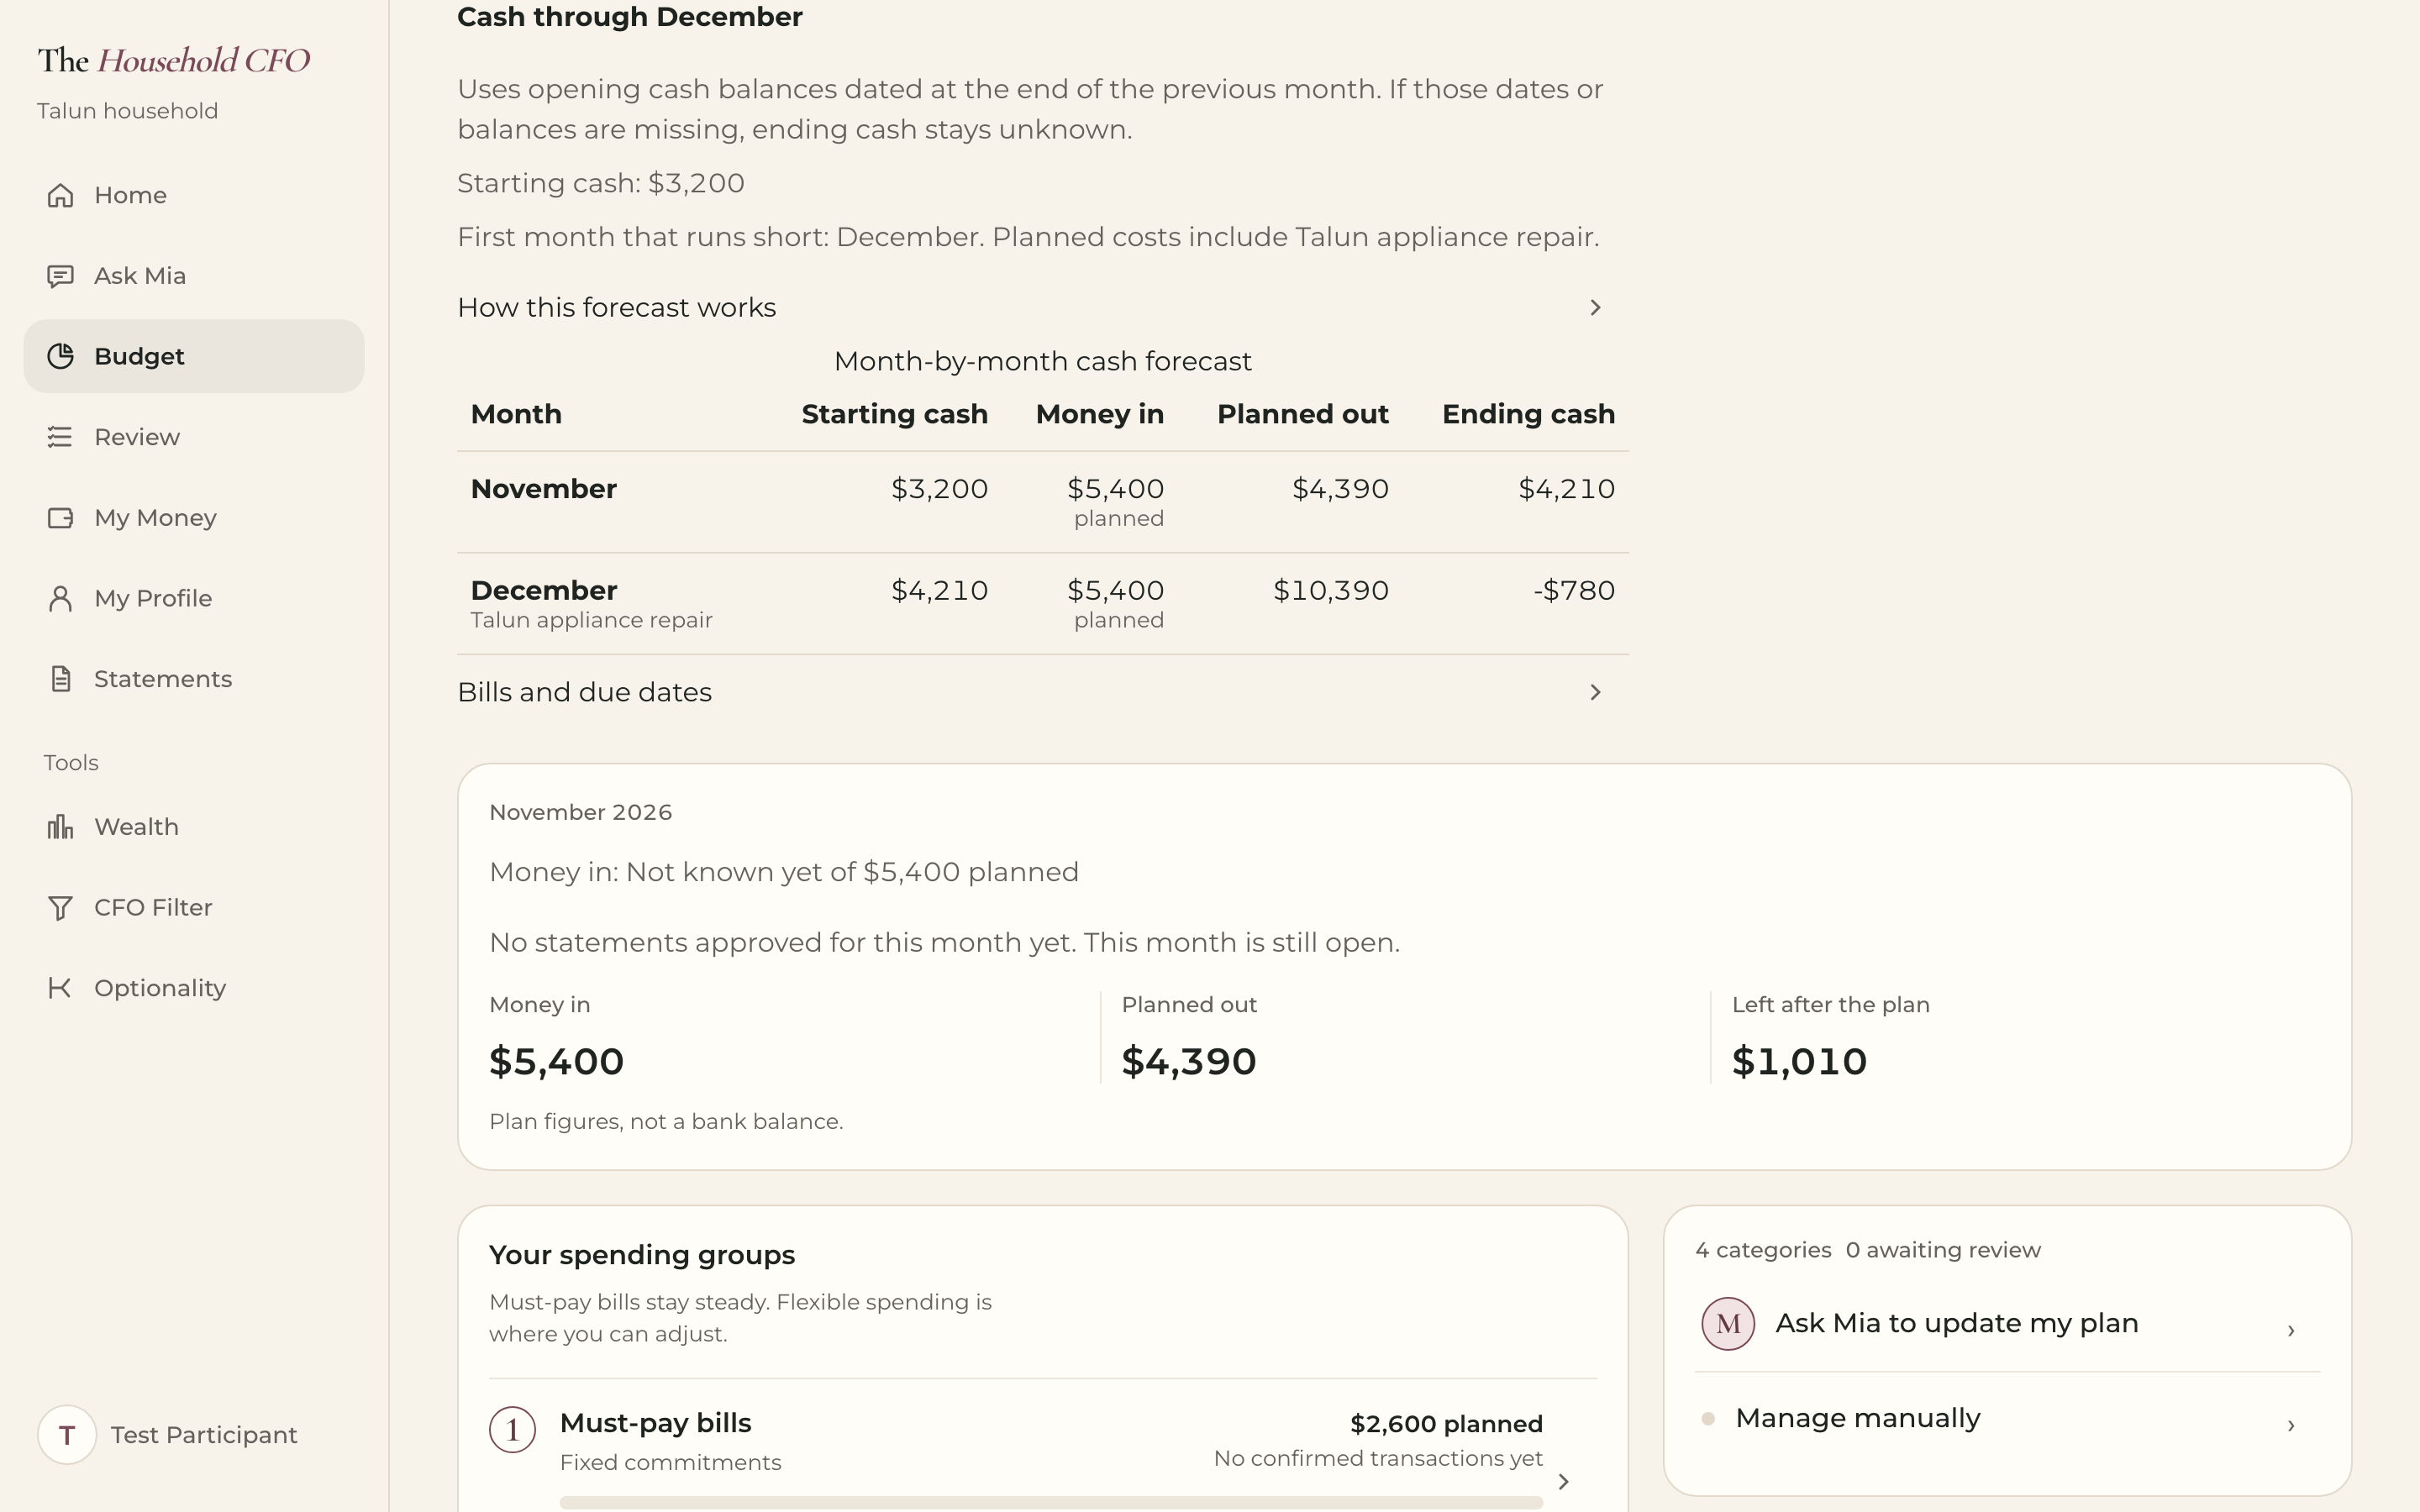 The Household CFO
Talun household
Home
Ask Mia
Budget
Review
My Money
My Profile
Statements
Tools
Wealth
CFO Filter
Optionality
T Test Participant
Cash through December
Uses opening cash balances dated at the end of the previous month. If those dates or
balances are missing, ending cash stays unknown.
Starting cash: $3,200
First month that runs short: December. Planned costs include Talun appliance repair.
How this forecast works
Month-by-month cash forecast
Month Starting cash Money in Planned out Ending cash
November $3,200 $5,400 $4,390 $4,210
planned
December $4,210 $5,400 $10,390 -$780
Talun appliance repair planned
Bills and due dates
November 2026
Money in: Not known yet of $5,400 planned
No statements approved for this month yet. This month is still open.
Money in Planned out Left after the plan
$5,400 $4,390 $1,010
Plan figures, not a bank balance.
Your spending groups
Must-pay bills stay steady. Flexible spending is
where you can adjust.
1 Must-pay bills $2,600 planned
Fixed commitments No confirmed transactions yet
4 categories 0 awaiting review
M Ask Mia to update my plan
Manage manually